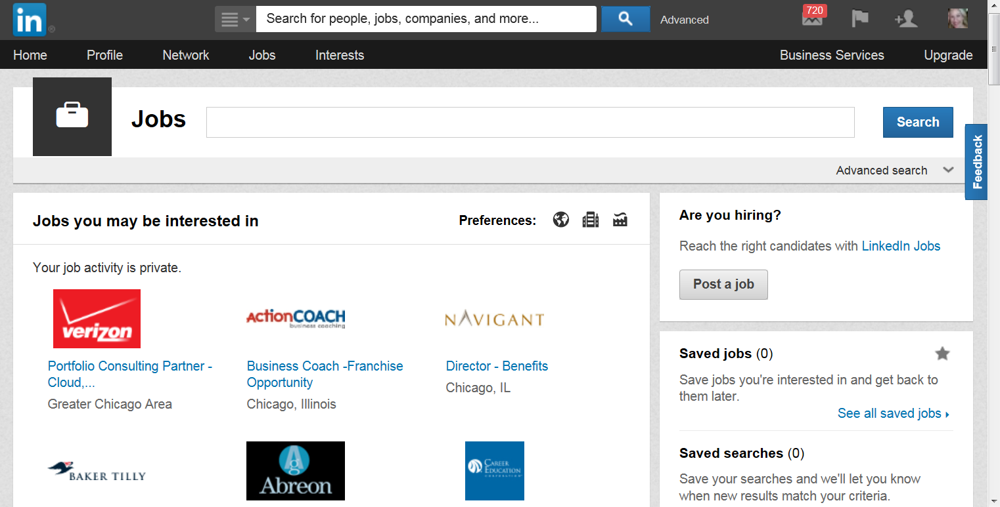 in ®
Search for people, jobs, companies, and more...
Advanced
720
Home Profile Network Jobs Interests Business Services Upgrade
Jobs
Search
Feedback
Advanced search
Jobs you may be interested in
Preferences:
Your job activity is private.
verizon
Portfolio Consulting Partner -
Cloud,...
Greater Chicago Area
ActionCOACH
business coaching
Business Coach -Franchise
Opportunity
Chicago, Illinois
NAVIGANT
Director - Benefits
Chicago, IL
BAKER TILLY
Ag
Abreon
CAREER
EDUCATION
CORPORATION
Are you hiring?
Reach the right candidates with LinkedIn Jobs
Post a job
Saved jobs (0)
Save jobs you're interested in and get back to
them later.
See all saved jobs
Saved searches (0)
Save your searches and we'll let you know
when new results match your criteria.